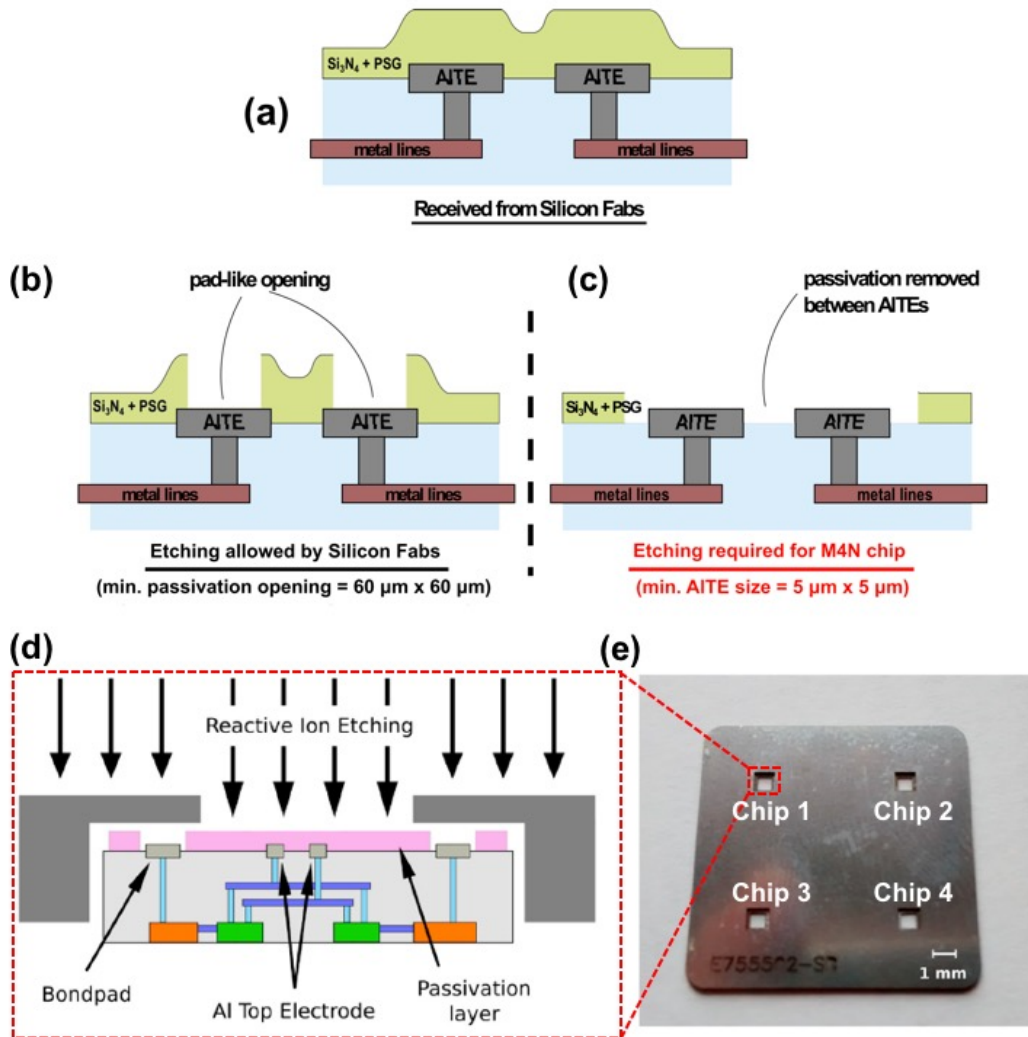 Si3N4 + PSG
AlTE
AlTE
(a)
metal lines
metal lines
Received from Silicon Fabs
(b)
pad-like opening
Si3N4 + PSG
AlTE
AlTE
metal lines
metal lines
Etching allowed by Silicon Fabs
(min. passivation opening = 60 µm x 60 µm)
(c)
passivation removed
between AlTEs
Si3N4 + PSG
AlTE
AlTE
metal lines
metal lines
Etching required for M4N chip
(min. AlTE size = 5 µm x 5 µm)
(d)
Reactive Ion Etching
Bondpad
Al Top Electrode
Passivation
layer
(e)
Chip 1
Chip 2
Chip 3
Chip 4
1 mm